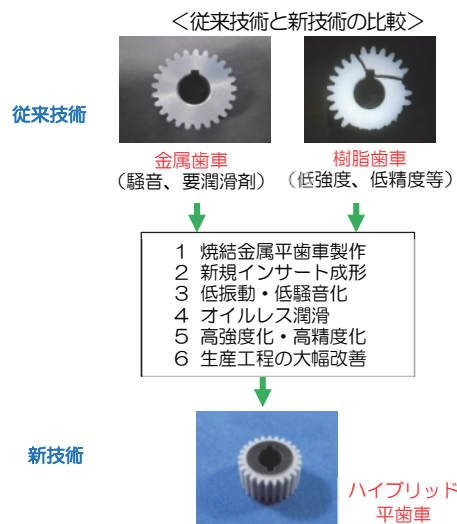 <従来技術と新技術の比較>
従来技術
金属歯車
(騒音、要潤滑剤)
樹脂歯車
(低強度、低精度等)
1 焼結金属平歯車製作
2 新規インサート成形
3 低振動・低騒音化
4 オイルレス潤滑
5 高強度化・高精度化
6 生産工程の大幅改善
新技術
ハイブリッド
平歯車